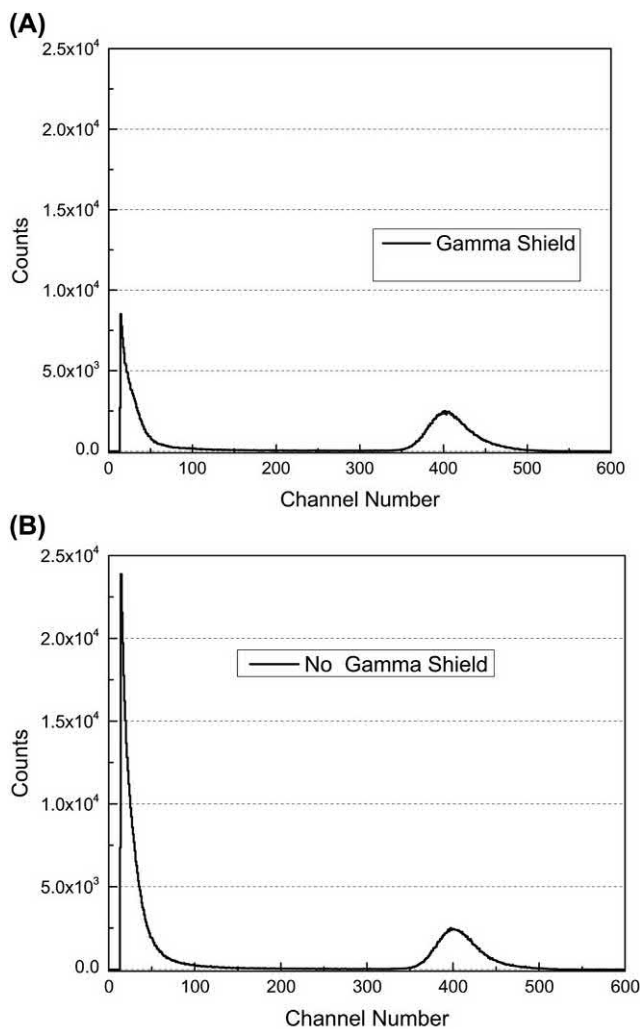 (A)
2.5x10⁴
2.0x10⁴
1.5x10⁴
1.0x10⁴
5.0x10³
0.0
Counts
Gamma Shield
0 100 200 300 400 500 600
Channel Number
(B)
2.5x10⁴
2.0x10⁴
1.5x10⁴
1.0x10⁴
5.0x10³
0.0
Counts
No Gamma Shield
0 100 200 300 400 500 600
Channel Number